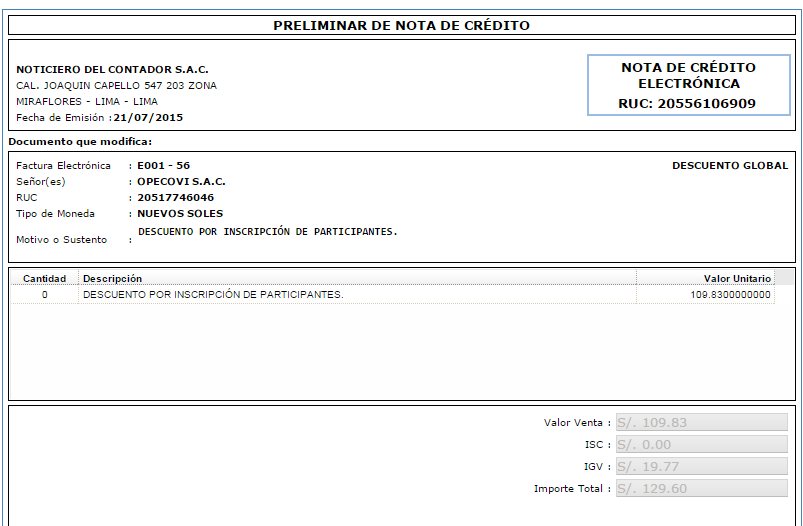 PRELIMINAR DE NOTA DE CRÉDITO
NOTICIERO DEL CONTADOR S.A.C.
CAL. JOAQUIN CAPELLO 547 203 ZONA
MIRAFLORES - LIMA - LIMA
Fecha de Emisión :21/07/2015
NOTA DE CRÉDITO
ELECTRÓNICA
RUC: 20556106909
Documento que modifica:
Factura Electrónica : E001 - 56 DESCUENTO GLOBAL
Señor(es) : OPECOVI S.A.C.
RUC : 20517746046
Tipo de Moneda : NUEVOS SOLES
Motivo o Sustento : DESCUENTO POR INSCRIPCIÓN DE PARTICIPANTES.
Cantidad Descripción Valor Unitario
0 DESCUENTO POR INSCRIPCIÓN DE PARTICIPANTES. 109.8300000000
Valor Venta : S/. 109.83
ISC : S/. 0.00
IGV : S/. 19.77
Importe Total : S/. 129.60